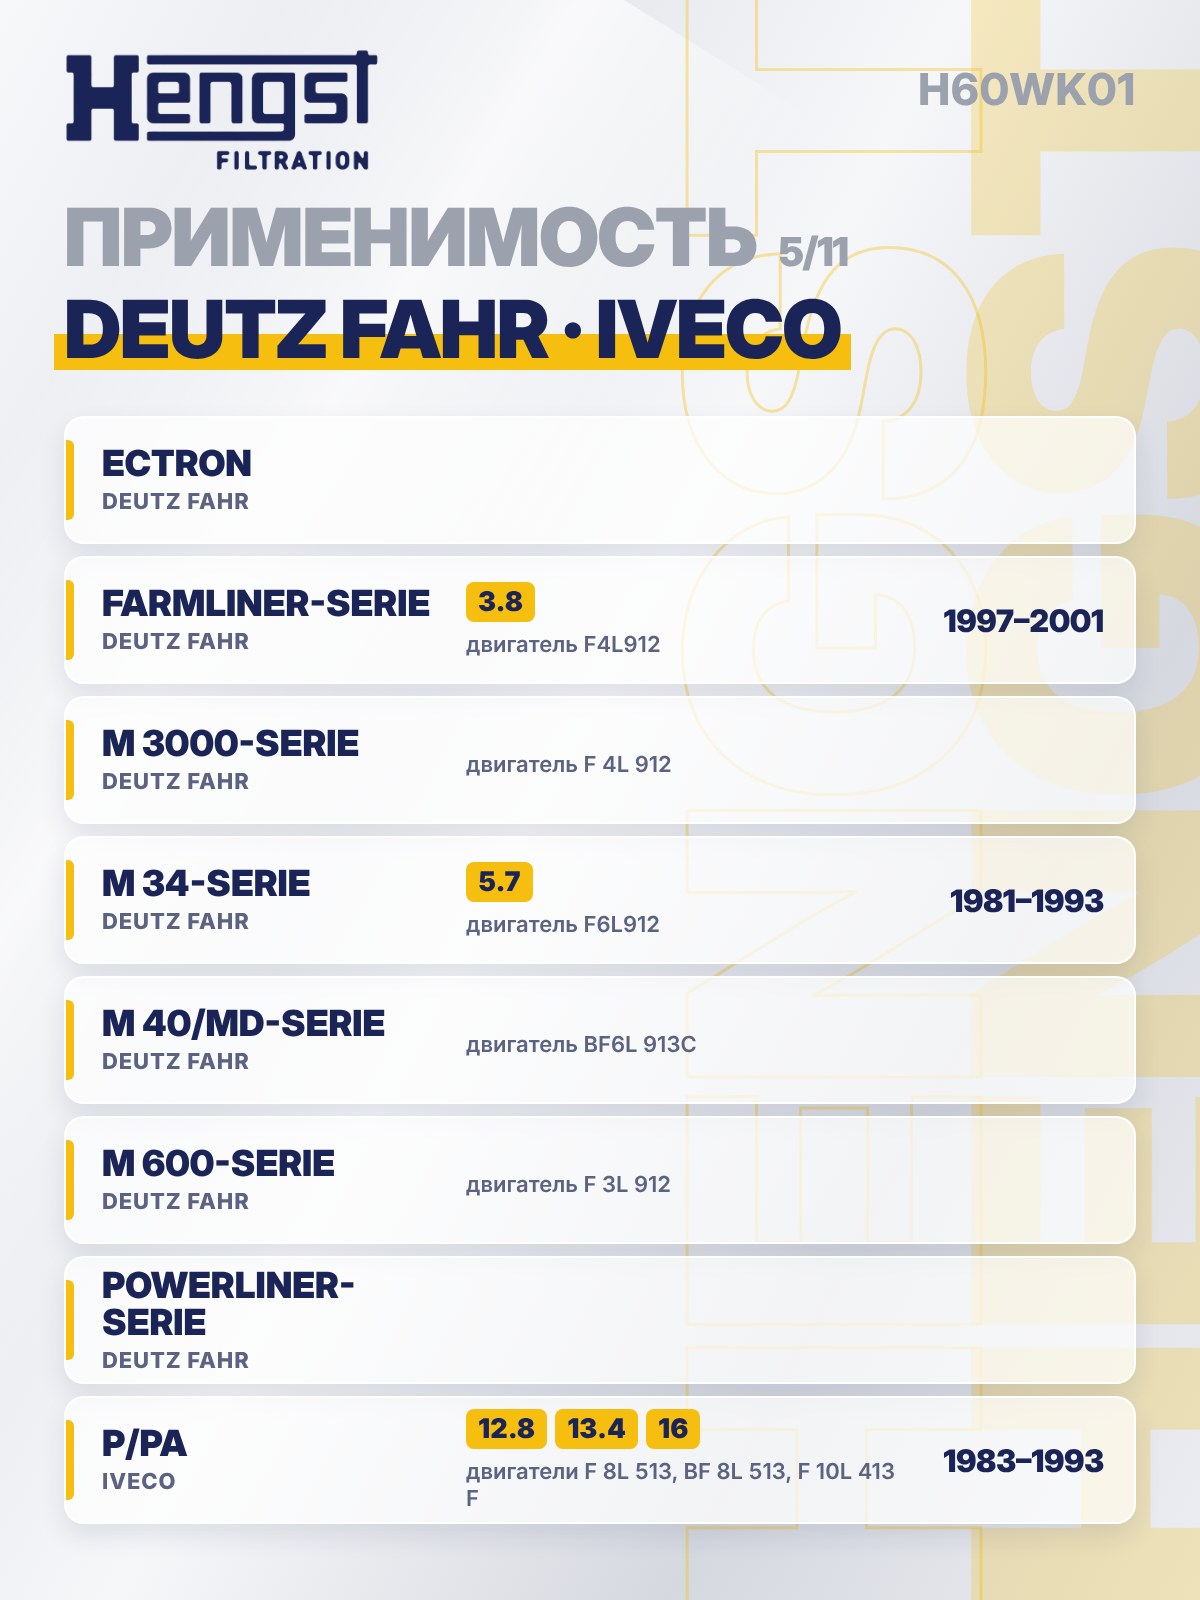 Hengst
FILTRATION
H60WK01
ПРИМЕНИМОСТЬ 5/11
DEUTZ FAHR · IVECO
ECTRON
DEUTZ FAHR
FARMLINER-SERIE
DEUTZ FAHR
3.8
двигатель F4L912
1997–2001
M 3000-SERIE
DEUTZ FAHR
двигатель F 4L 912
M 34-SERIE
DEUTZ FAHR
5.7
двигатель F6L912
1981–1993
M 40/MD-SERIE
DEUTZ FAHR
двигатель BF6L 913C
M 600-SERIE
DEUTZ FAHR
двигатель F 3L 912
POWERLINER-
SERIE
DEUTZ FAHR
P/PA
IVECO
12.8 13.4 16
двигатели F 8L 513, BF 8L 513, F 10L 413
F
1983–1993
HENGST
HENGST